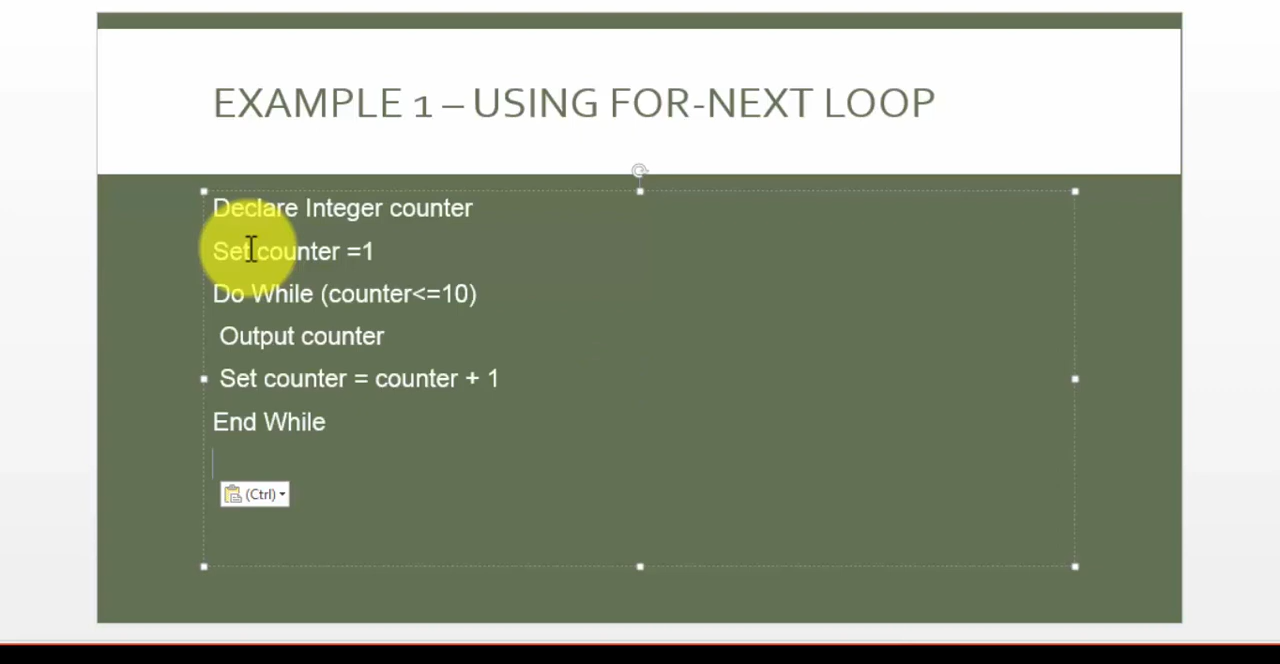 EXAMPLE 1 – USING FOR-NEXT LOOP
Declare Integer counter
Set counter =1
Do While (counter<=10)
Output counter
Set counter = counter + 1
End While
(Ctrl)